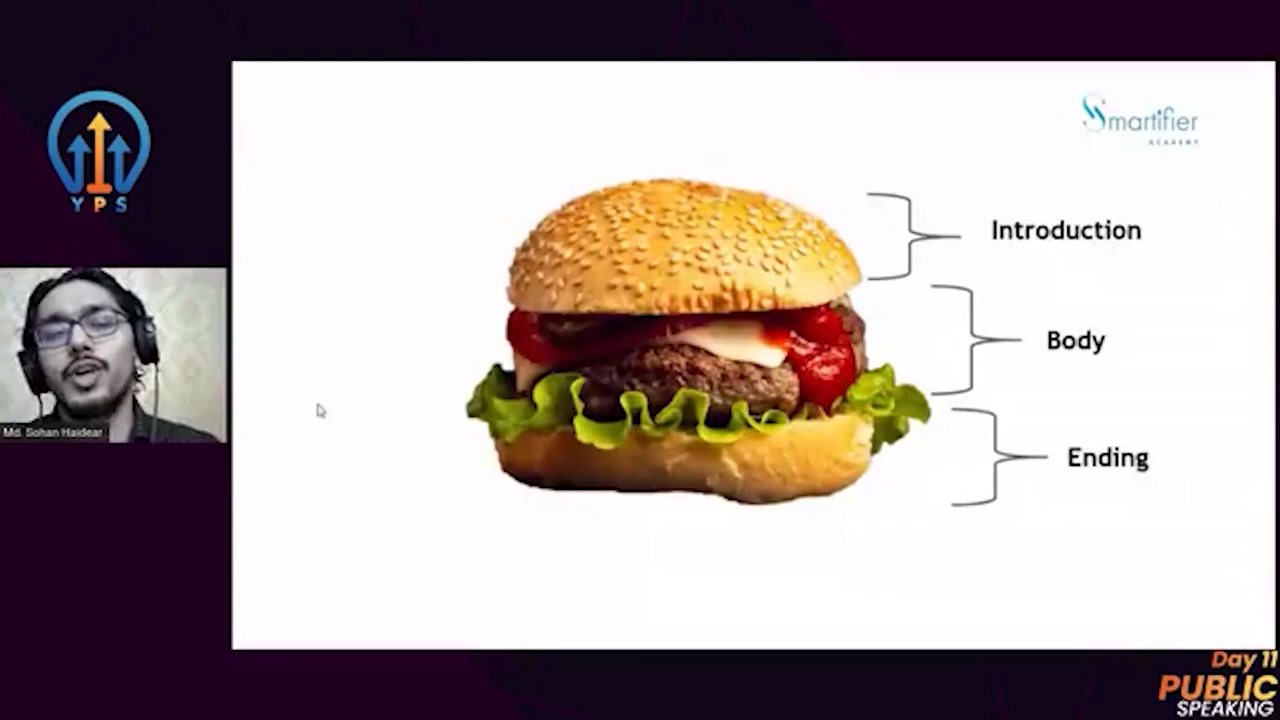 YPS
Smartifier
ACADEMY
Introduction
Body
Md. Sohan Haidear
Ending
Day 11
PUBLIC
SPEAKING